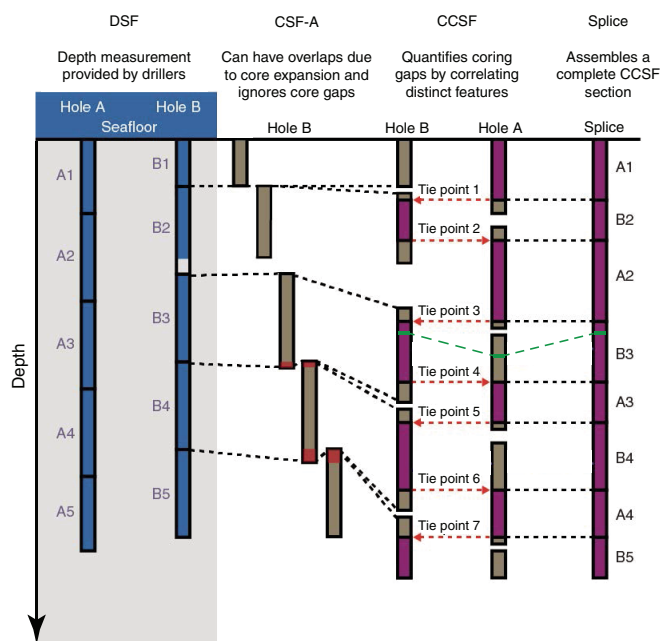 DSF
CSF-A
CCSF
Splice
Depth measurement
provided by drillers
Can have overlaps due
to core expansion and
ignores core gaps
Quantifies coring
gaps by correlating
distinct features
Assembles a
complete CCSF
section
Hole A
Hole B
Seafloor
Hole B
Hole B
Hole A
Splice
Depth
A1
A2
A3
A4
A5
B1
B2
B3
B4
B5
Tie point 1
Tie point 2
Tie point 3
Tie point 4
Tie point 5
Tie point 6
Tie point 7
A1
B2
A2
B3
A3
B4
A4
B5